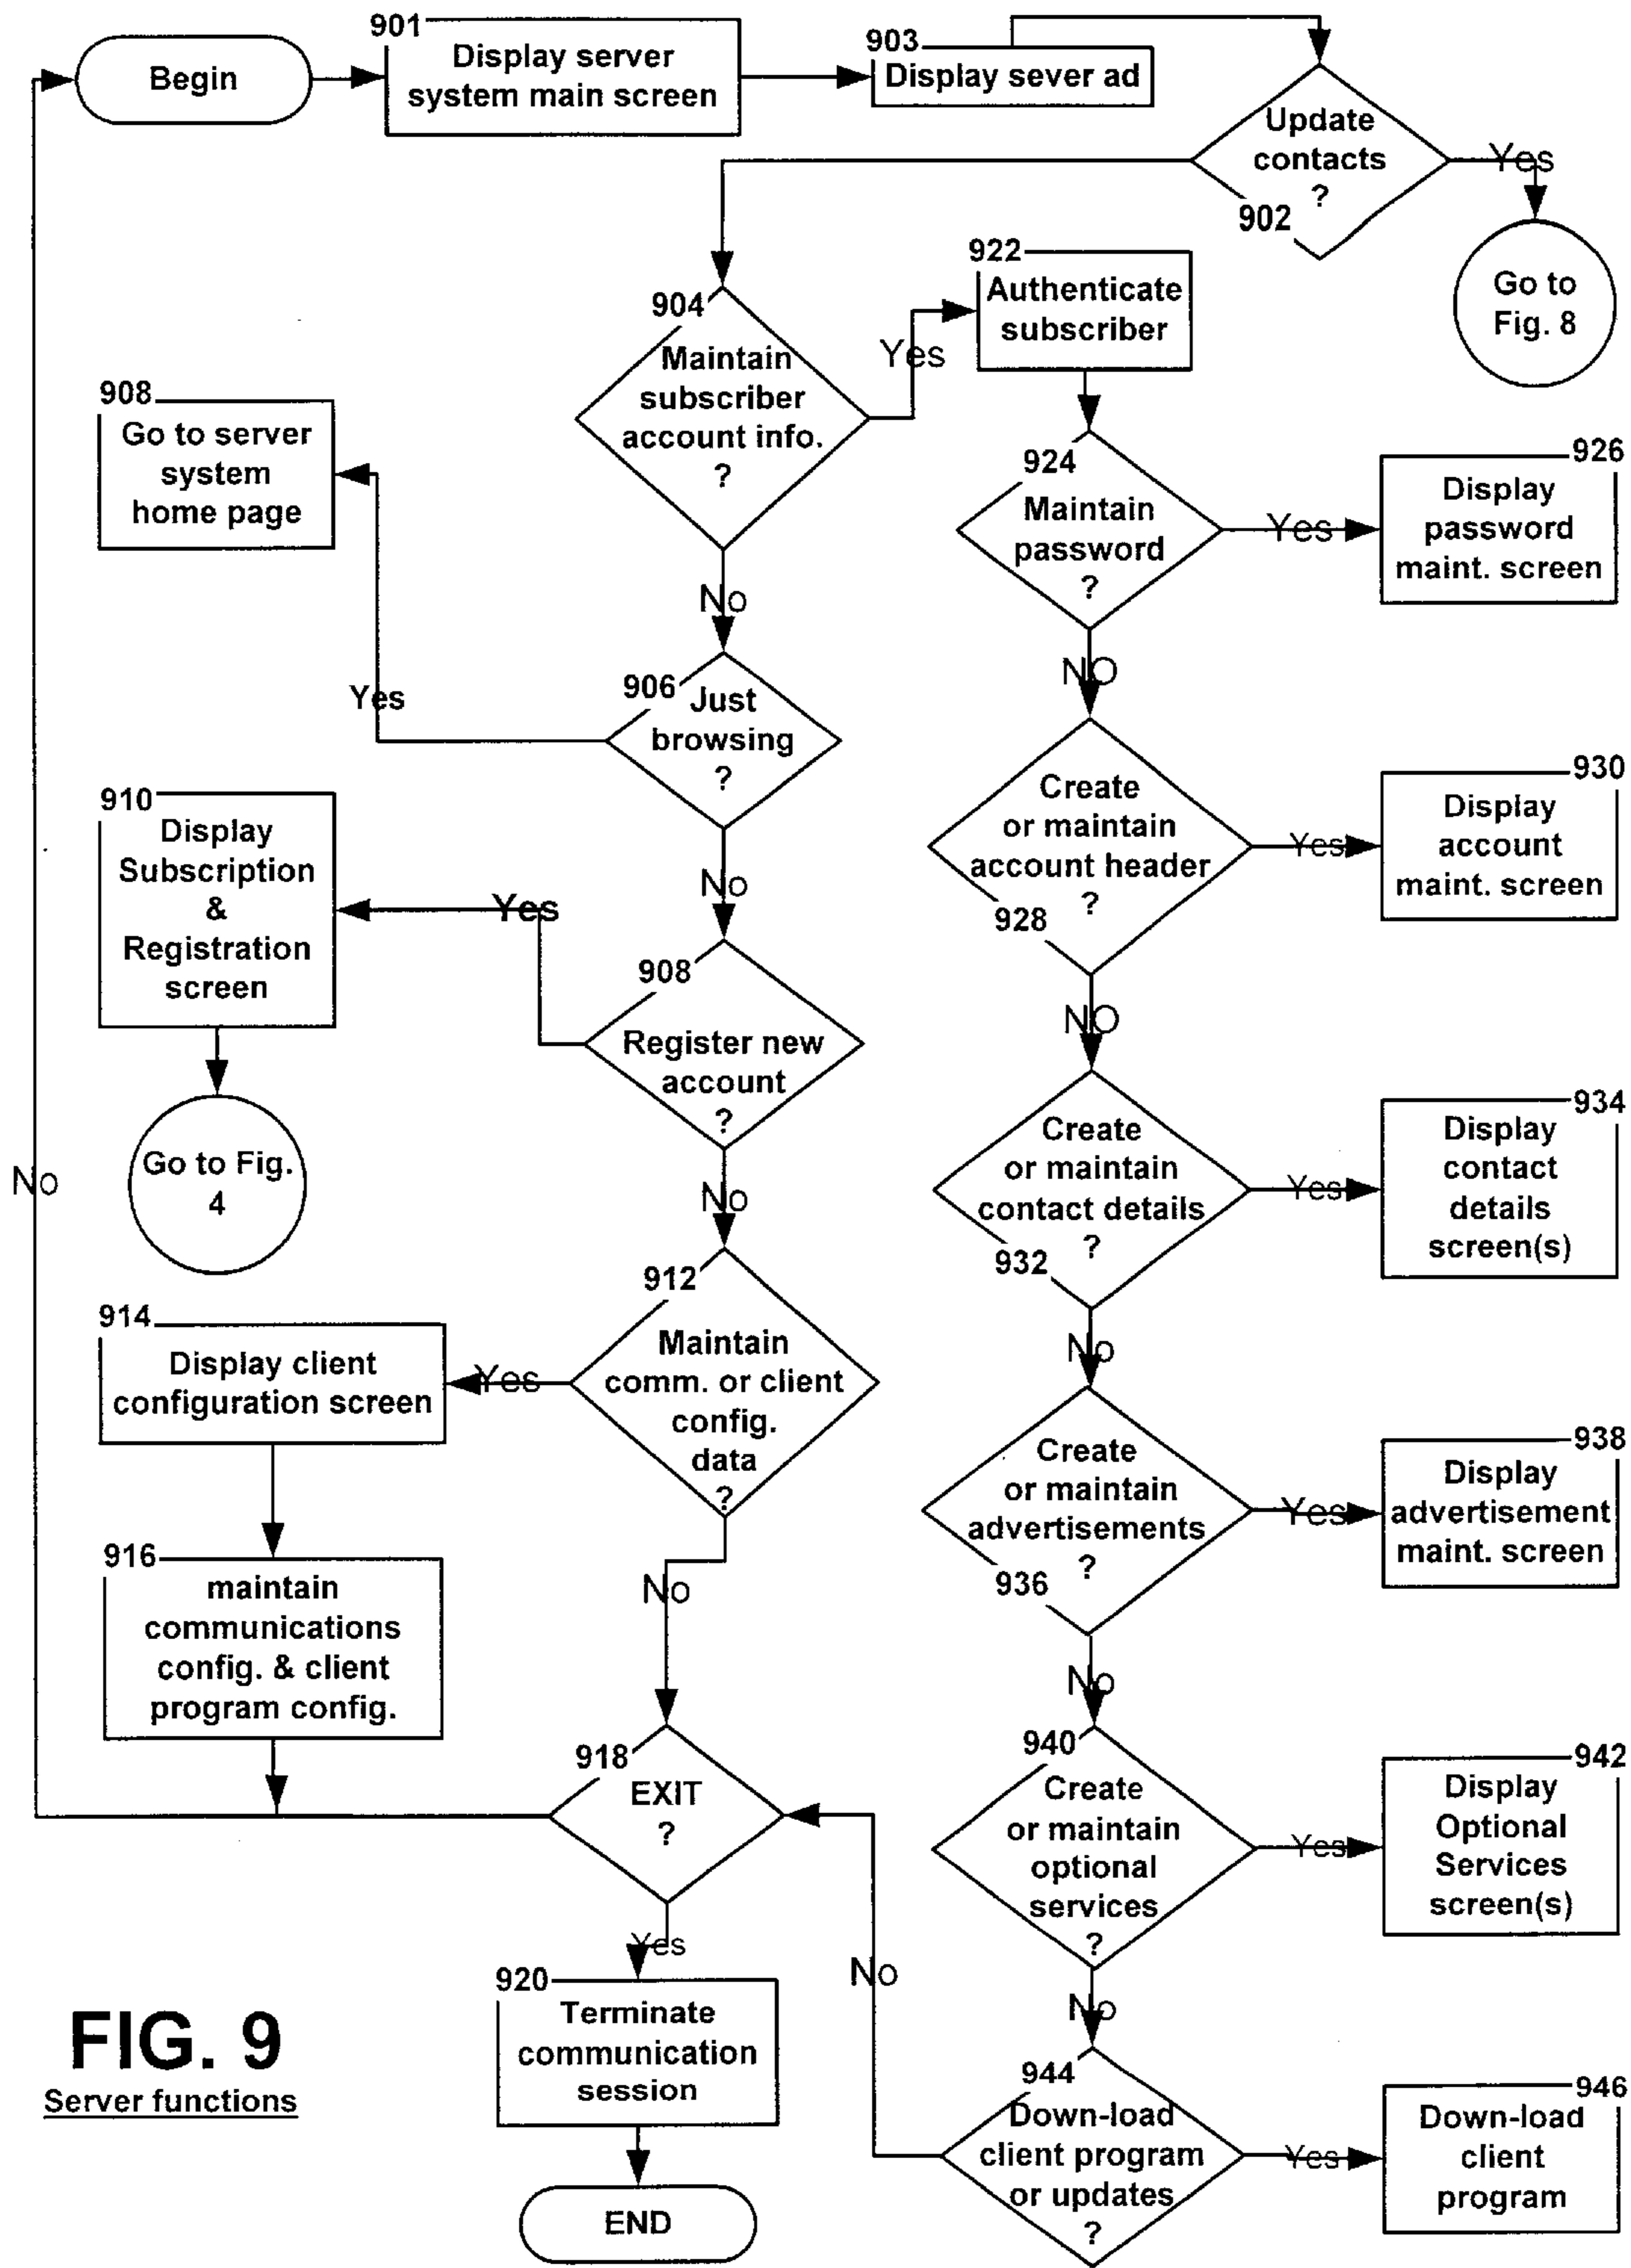 901
Display server
system main screen
Begin
903
Display sever ad
Update
contacts
?
902
Yes
Go to
Fig. 8
922
Authenticate
subscriber
904
Maintain
subscriber
account info.
?
Yes
908
Go to server
system
home page
924
Maintain
password
?
Yes
926
Display
password
maint. screen
No
NO
906
Just
browsing
?
Yes
Create
or maintain
account header
?
928
Yes
930
Display
account
maint. screen
910
Display
Subscription
&
Registration
screen
Yes
No
908
Register new
account
?
NO
Go to Fig.
4
No
No
Create
or maintain
contact details
?
932
Yes
934
Display
contact
details
screen(s)
912
Maintain
comm. or client
config.
data
?
Yes
914
Display client
configuration screen
No
Create
or maintain
advertisements
?
936
Yes
938
Display
advertisement
maint. screen
916
maintain
communications
config. & client
program config.
No
No
918
EXIT
?
940
Create
or maintain
optional
services
?
Yes
942
Display
Optional
Services
screen(s)
Yes
No
No
920
Terminate
communication
session
944
Down-load
client program
or updates
?
Yes
946
Down-load
client
program
END
FIG. 9
Server functions